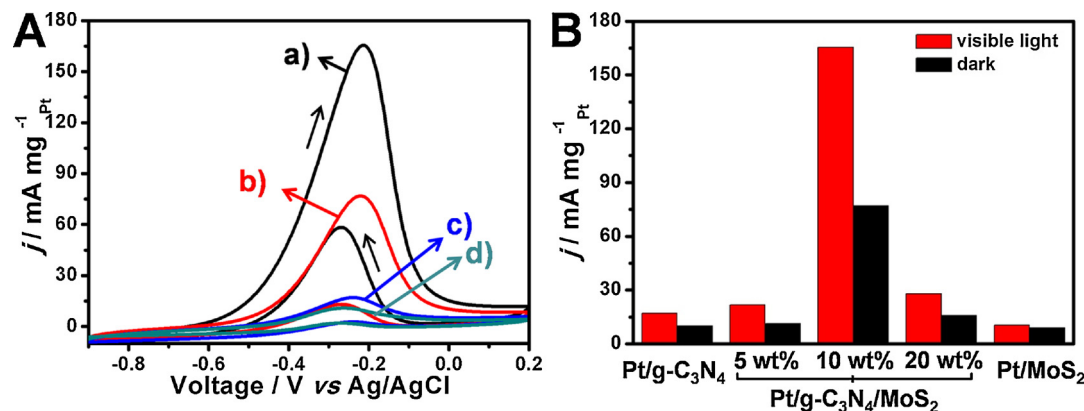 A
180
150
120
90
60
30
0
j / mA mg⁻¹Pt
a)
b)
c)
d)
-0.8 -0.6 -0.4 -0.2 0.0 0.2
Voltage / V vs Ag/AgCl
B
180
150
120
90
60
30
0
j / mA mg⁻¹Pt
visible light
dark
Pt/g-C₃N₄ 5 wt% 10 wt% 20 wt% Pt/MoS₂
Pt/g-C₃N₄/MoS₂